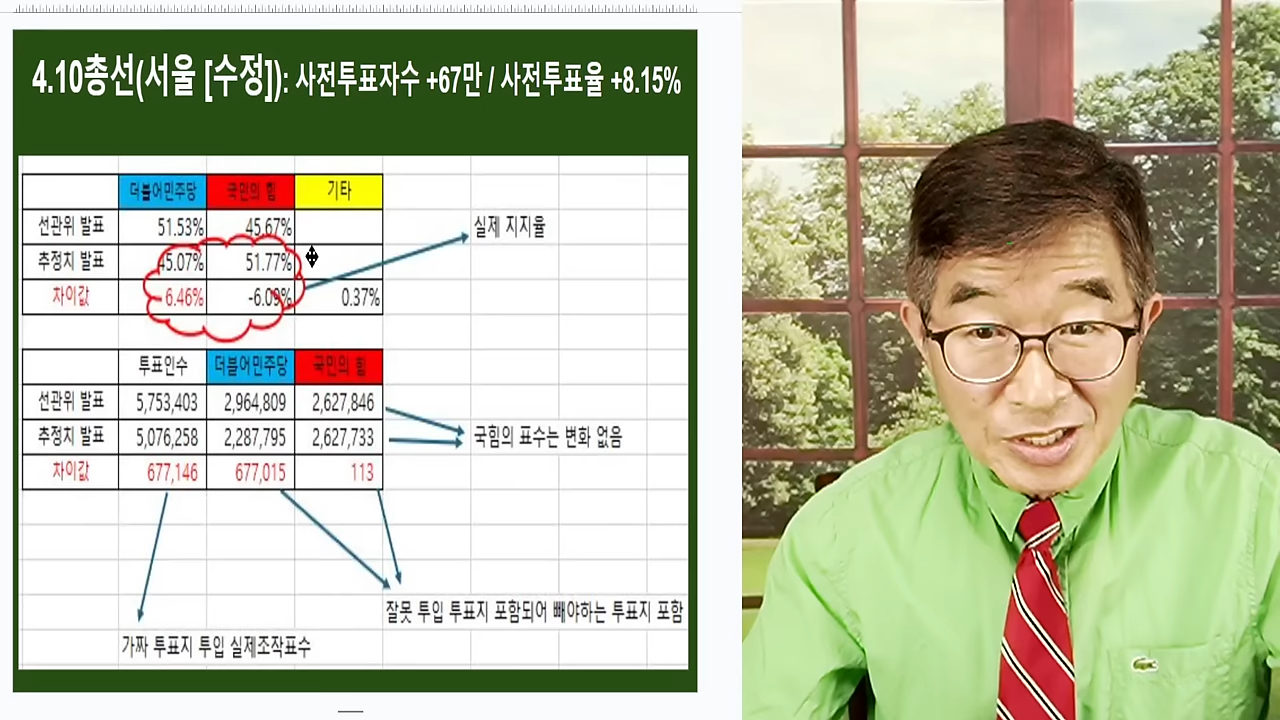 4.10총선(서울 [수정]): 사전투표자수 +67만 / 사전투표율 +8.15%
더불어민주당 국민의 힘 기타
선관위 발표 51.53% 45.67%
실제 지지율
추정치 발표 45.07% 51.77%
차이값 6.46% -6.09% 0.37%
투표인수 더불어민주당 국민의 힘
선관위 발표 5,753,403 2,964,809 2,627,846
추정치 발표 5,076,258 2,287,795 2,627,733
국힘의 표수는 변화 없음
차이값 677,146 677,015 113
잘못 투입 투표지 포함되어 빼야하는 투표지 포함
가짜 투표지 투입 실제조작표수